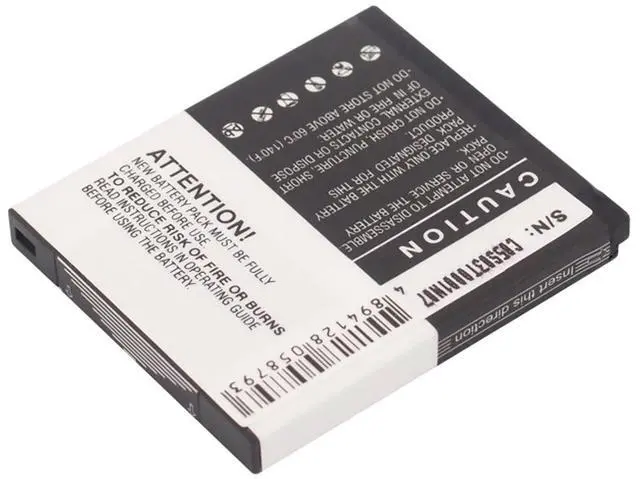 ATTENTION!
NEW BATTERY PACK MUST BE FULLY
CHARGED BEFORE USE.
TO REDUCE RISK OF FIRE OR BURNS
READ INSTRUCTIONS IN
OPERATING GUIDE BEFORE USE
CAUTION
·DO NOT ATTEMPT TO DISASSEMBLE
OPEN OR SERVICE THE BATTERY
PACK
·REPLACE ONLY WITH THE BATTERY
PACK DESIGNATED FOR THIS
PRODUCT
·DO NOT CRUSH, PUNCTURE, SHORT
EXTERNAL CONTACTS OR DISPOSE
OF IN FIRE OR WATER.
·DO NOT STORE ABOVE 60°C (140°F).
S/N:
4 894128 058793
Insert this direction